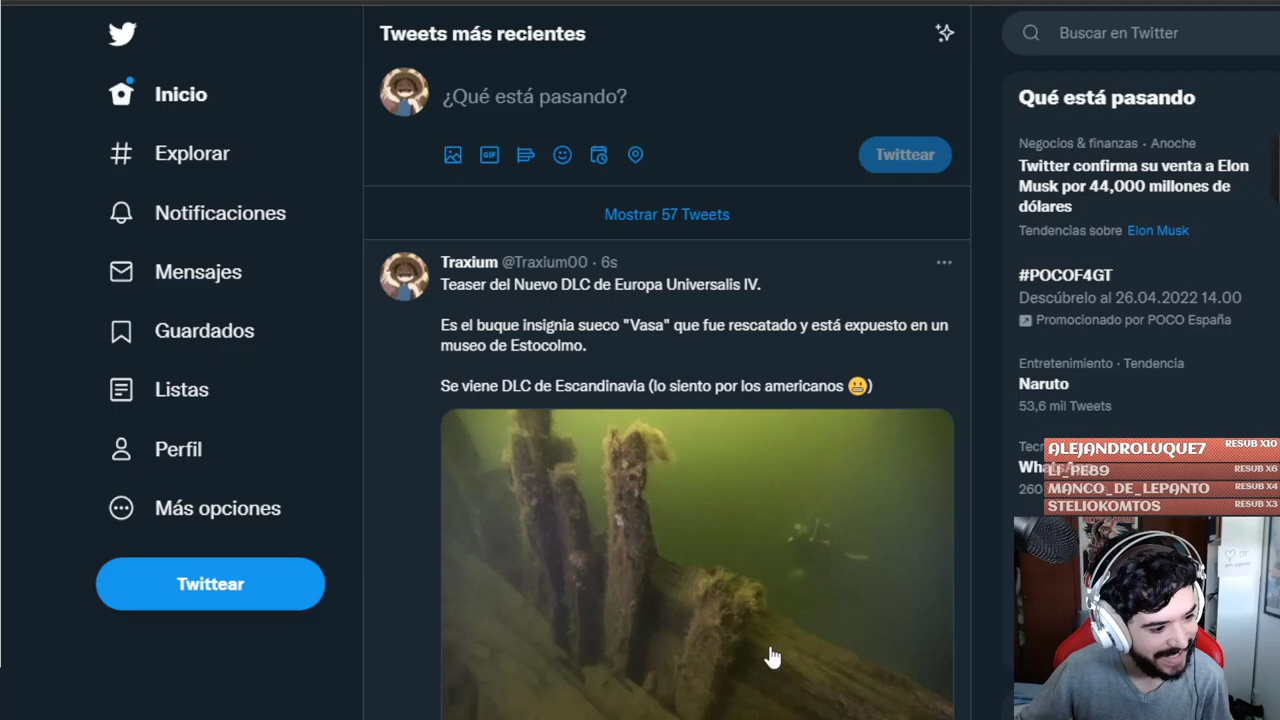 Tweets más recientes
Inicio
¿Qué está pasando?
Twittear
Mostrar 57 Tweets
Explorar
Notificaciones
Mensajes
Guardados
Listas
Perfil
Más opciones
Twittear
Traxium @Traxium00 · 6s
Teaser del Nuevo DLC de Europa Universalis IV.
Es el buque insignia sueco "Vasa" que fue rescatado y está expuesto en un
museo de Estocolmo.
Se viene DLC de Escandinavia (lo siento por los americanos 😬)
Buscar en Twitter
Qué está pasando
Negocios & finanzas · Anoche
Twitter confirma su venta a Elon
Musk por 44,000 millones de
dólares
Tendencias sobre Elon Musk
#POCOF4GT
Descúbrelo al 26.04.2022 14.00
Promocionado por POCO España
Entretenimiento · Tendencia
Naruto
53,6 mil Tweets
ALEJANDROLUQUE7 RESUB X10
LI_PE89 RESUB X6
MANCO_DE_LEPANTO RESUB X4
STELIOKOMTOS RESUB X3
260
GIF